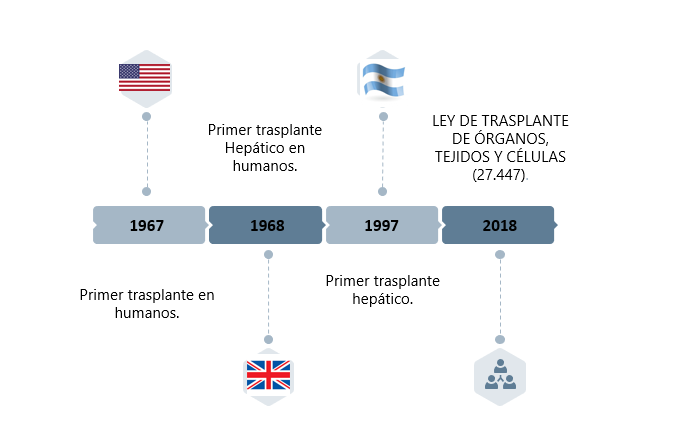 Primer trasplante
Hepático en
humanos.
LEY DE TRASPLANTE
DE ÓRGANOS,
TEJIDOS Y CÉLULAS
(27.447).
1967
1968
1997
2018
Primer trasplante en
humanos.
Primer trasplante
hepático.